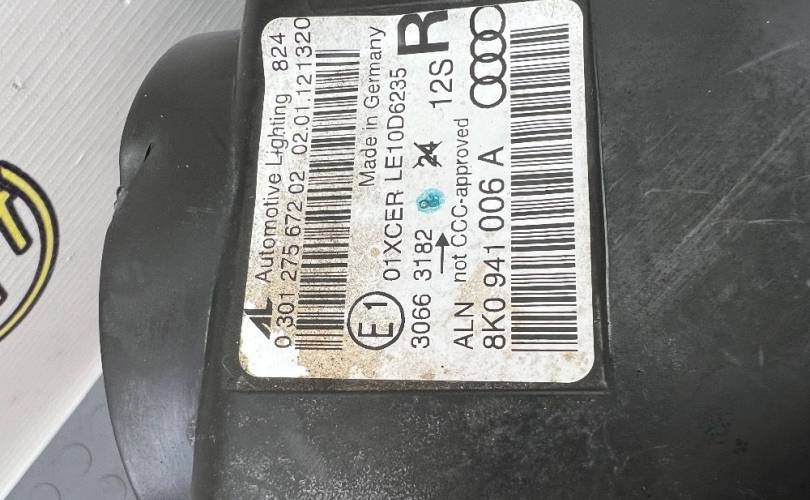 AL Automotive Lighting 824
0 301 275 672 02 02.01.121320
Made in Germany
E1 01XCER LE10D6235
3066 3182 24 12S R
ALN not CCC-approved
8K0 941 006 A